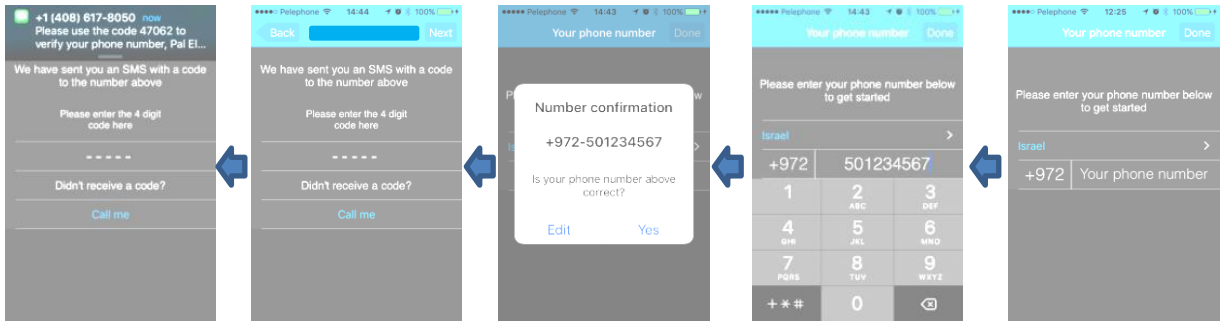 +1 (408) 617-8050 now
Please use the code 47062 to
verify your phone number, Pal El...
We have sent you an SMS with a code
to the number above
Please enter the 4 digit
code here
- - - - -
Didn't receive a code?
Call me
Pelephone 14:44 100%
Back Next
We have sent you an SMS with a code
to the number above
Please enter the 4 digit
code here
- - - - -
Didn't receive a code?
Call me
Pelephone 14:43 100%
Your phone number Done
Number confirmation
+972-501234567
Is your phone number above
correct?
Edit Yes
Pelephone 14:43 100%
Your phone number Done
Please enter your phone number below
to get started
Israel >
+972 501234567
1 2 3
ABC DEF
4 5 6
GHI JKL MNO
7 8 9
PQRS TUV WXYZ
+*# 0
Pelephone 12:25 100%
Your phone number Done
Please enter your phone number below
to get started
Israel >
+972 Your phone number